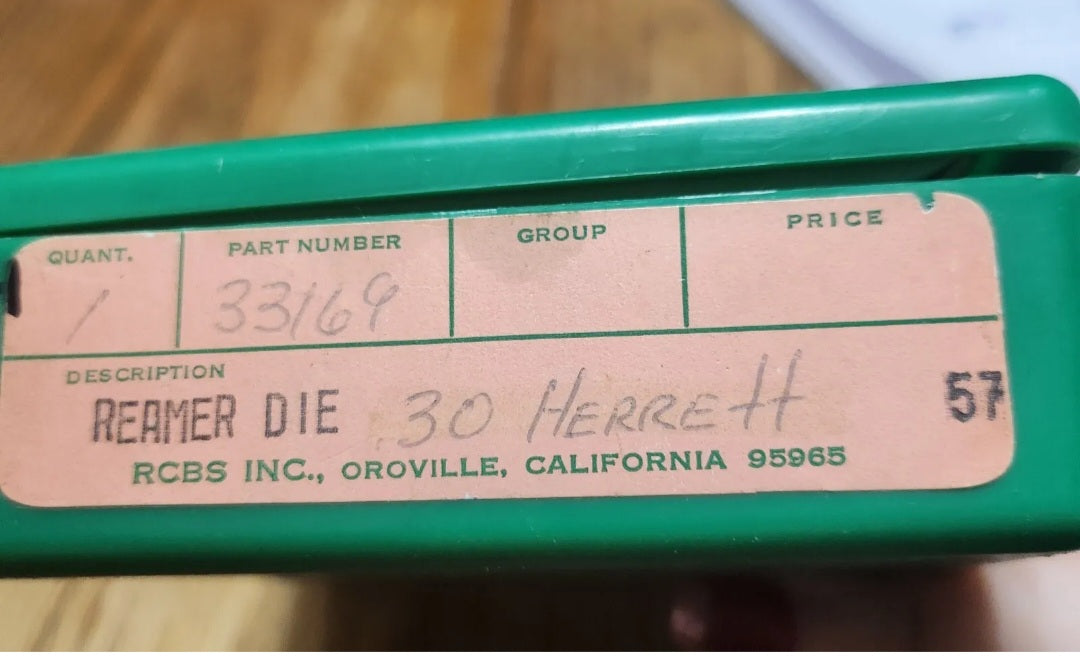 QUANT. PART NUMBER GROUP PRICE
1 33169
DESCRIPTION
REAMER DIE .30 HERRETT 57
RCBS INC., OROVILLE, CALIFORNIA 95965